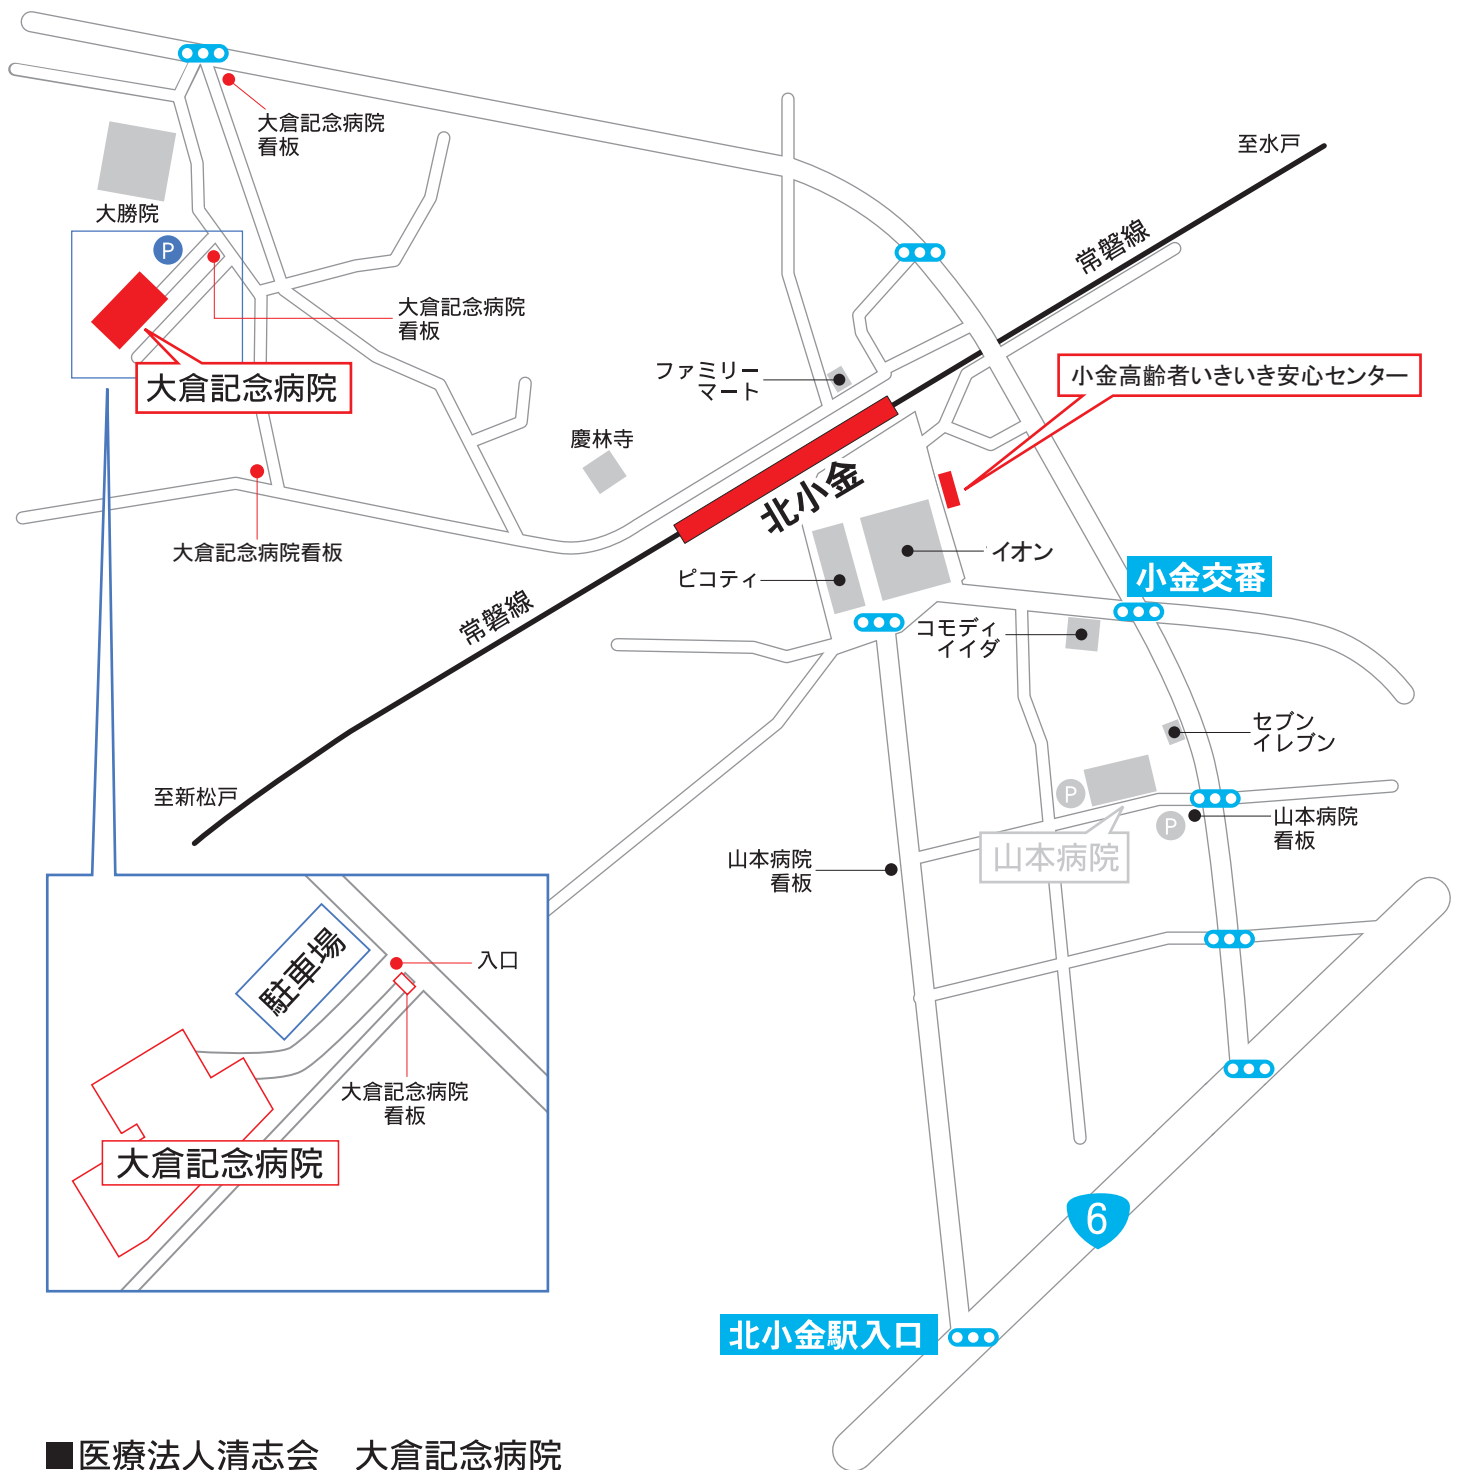 大倉記念病院
看板
至水戸
大勝院
P
常磐線
大倉記念病院
看板
ファミリー
マート
小金高齢者いきいき安心センター
大倉記念病院
慶林寺
北小金
大倉記念病院看板
イオン
ピコティ
小金交番
常磐線
コモディ
イイダ
セブン
イレブン
至新松戸
P
P
山本病院
看板
山本病院
山本病院
看板
駐車場
入口
大倉記念病院
看板
大倉記念病院
6
北小金駅入口
■医療法人清志会　大倉記念病院